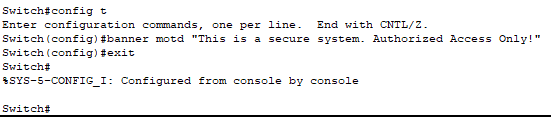 Switch#config t
Enter configuration commands, one per line.  End with CNTL/Z.
Switch(config)#banner motd "This is a secure system. Authorized Access Only!"
Switch(config)#exit
Switch#
%SYS-5-CONFIG_I: Configured from console by console

Switch#